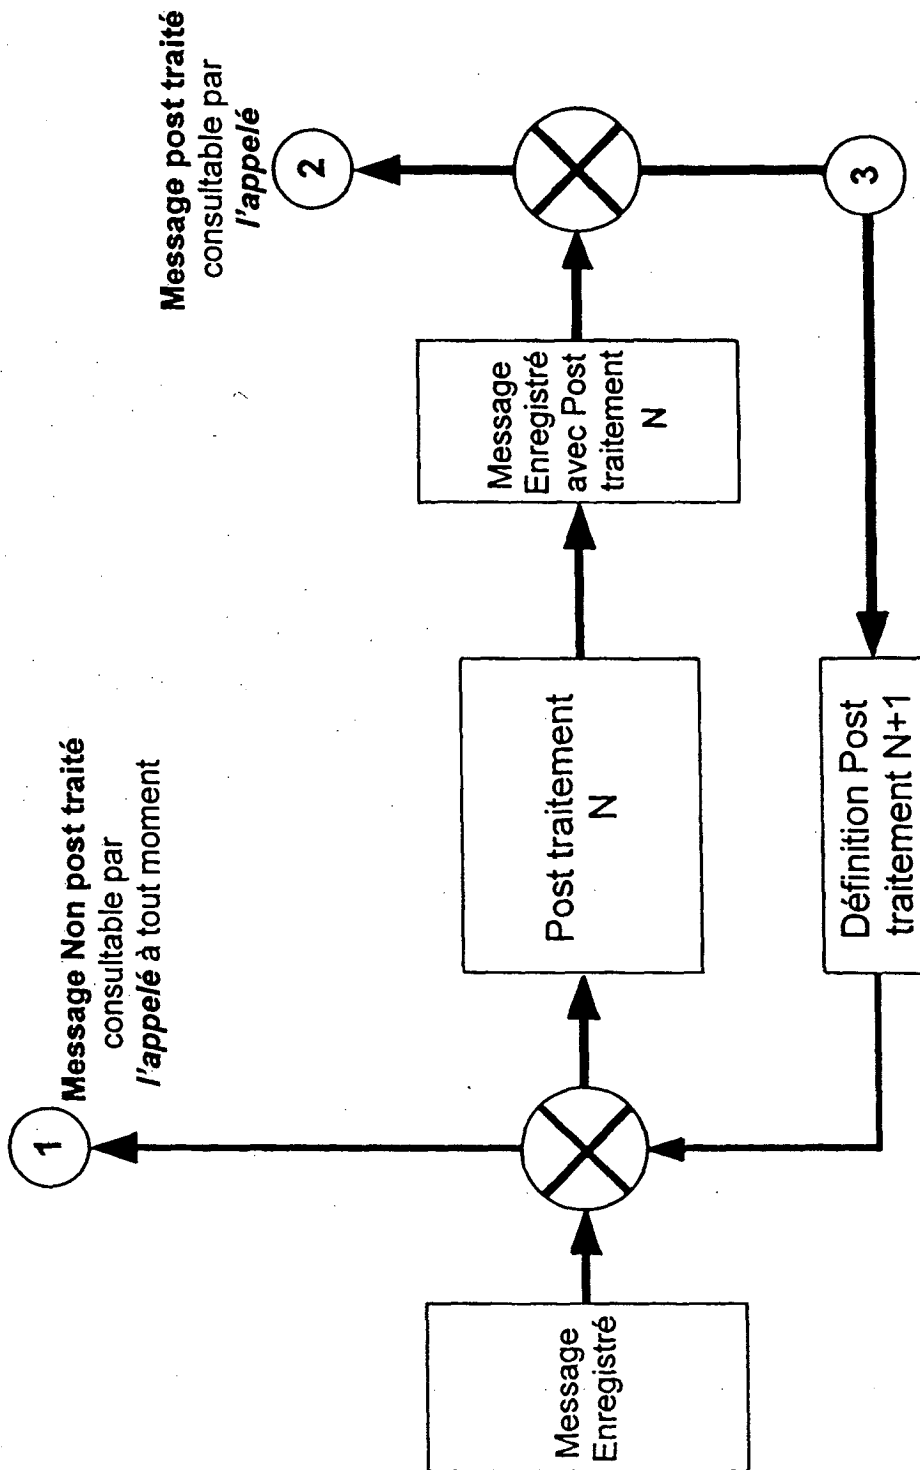 1
Message Non post traité
consultable par
l'appelé à tout moment
Message post traité
consultable par
l'appelé
2
Message
Enregistré
Post traitement
N
Message
Enregistré
avec Post
traitement
N
3
Définition Post
traitement N+1